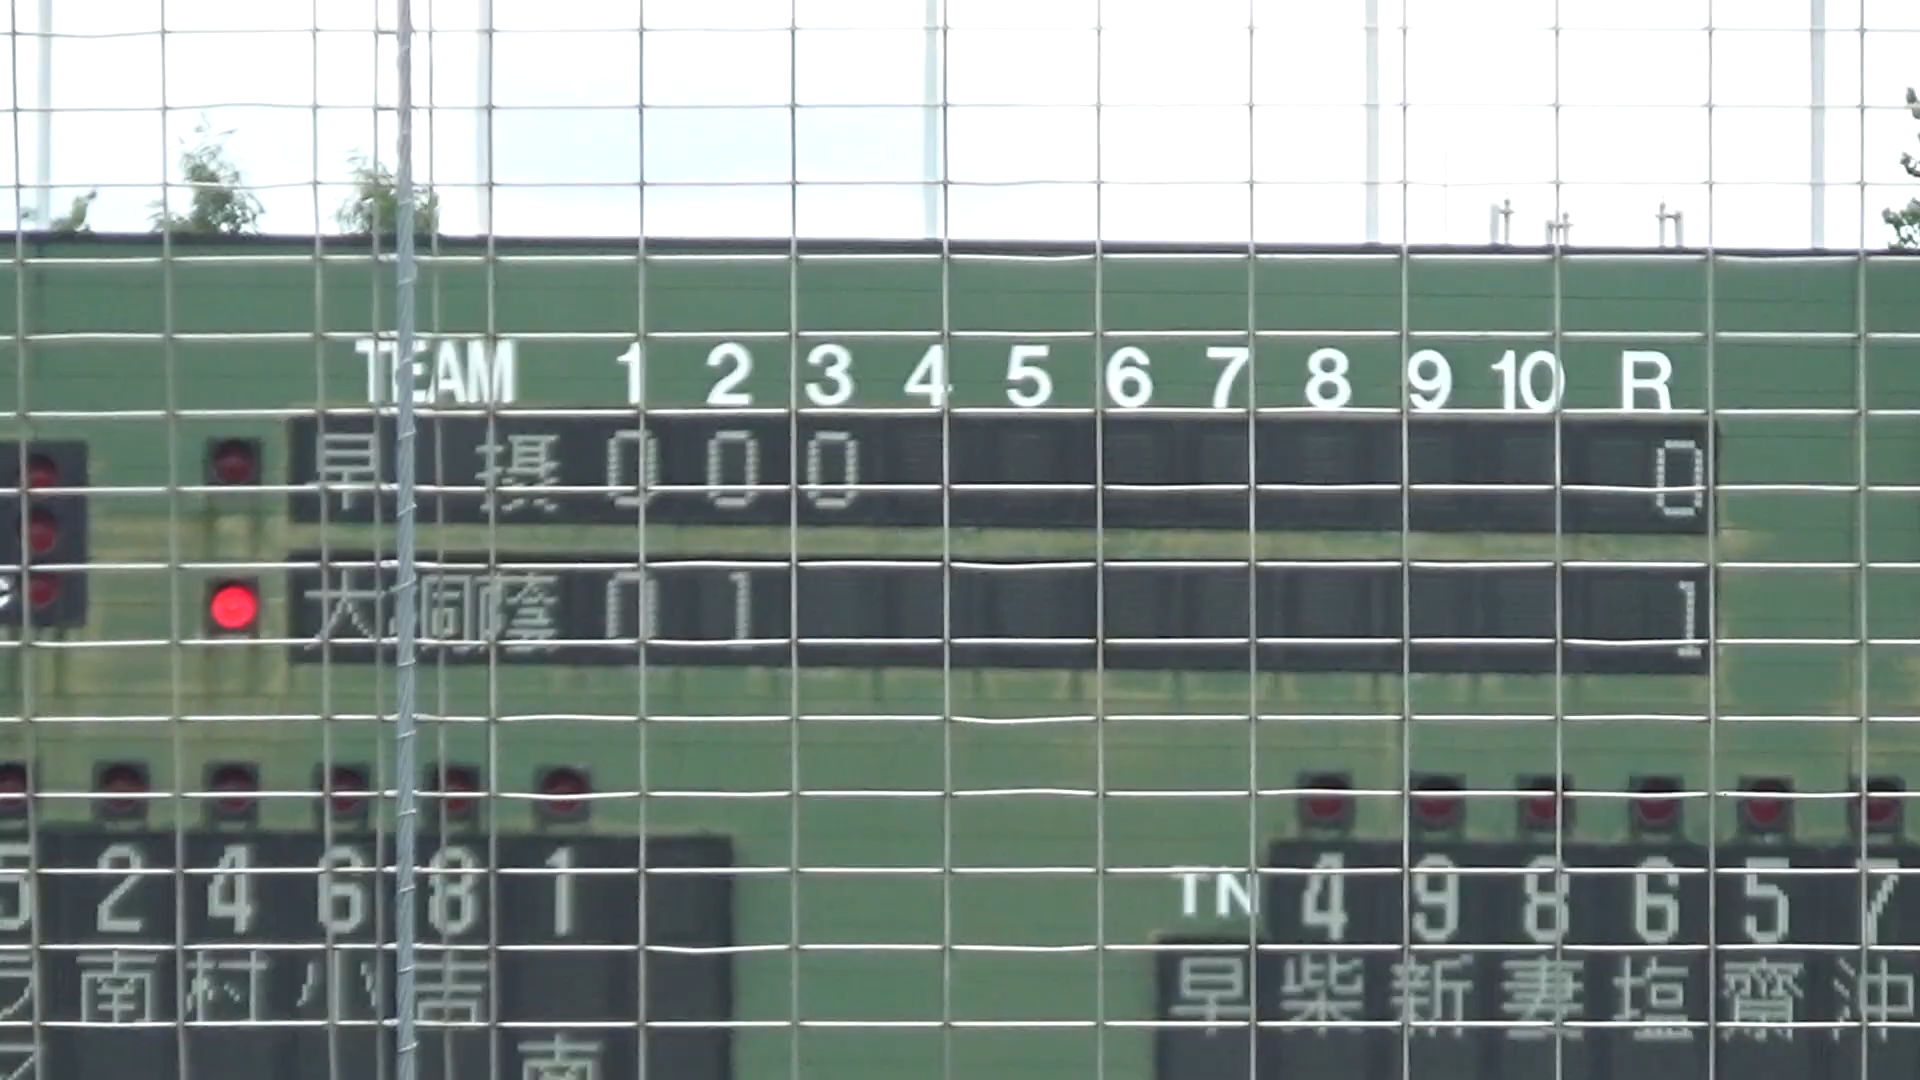 TEAM 1 2 3 4 5 6 7 8 9 10 R
早 摂 0 0 0 0
大桐蔭 0 1 1
5 2 4 6 8 1
TN 4 9 8 6 5 7
南 村 小 吉
早 柴 新 妻 塩 齋 沖
南